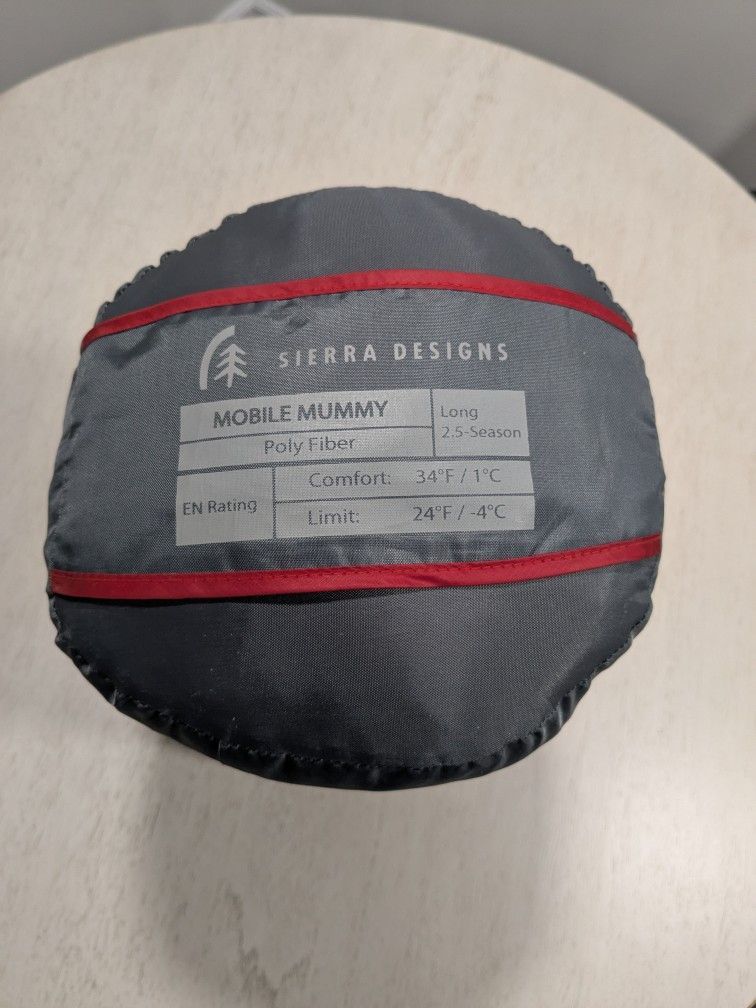 SIERRA DESIGNS
MOBILE MUMMY
Poly Fiber
Long
2.5-Season
EN Rating
Comfort: 34°F / 1°C
Limit: 24°F / -4°C